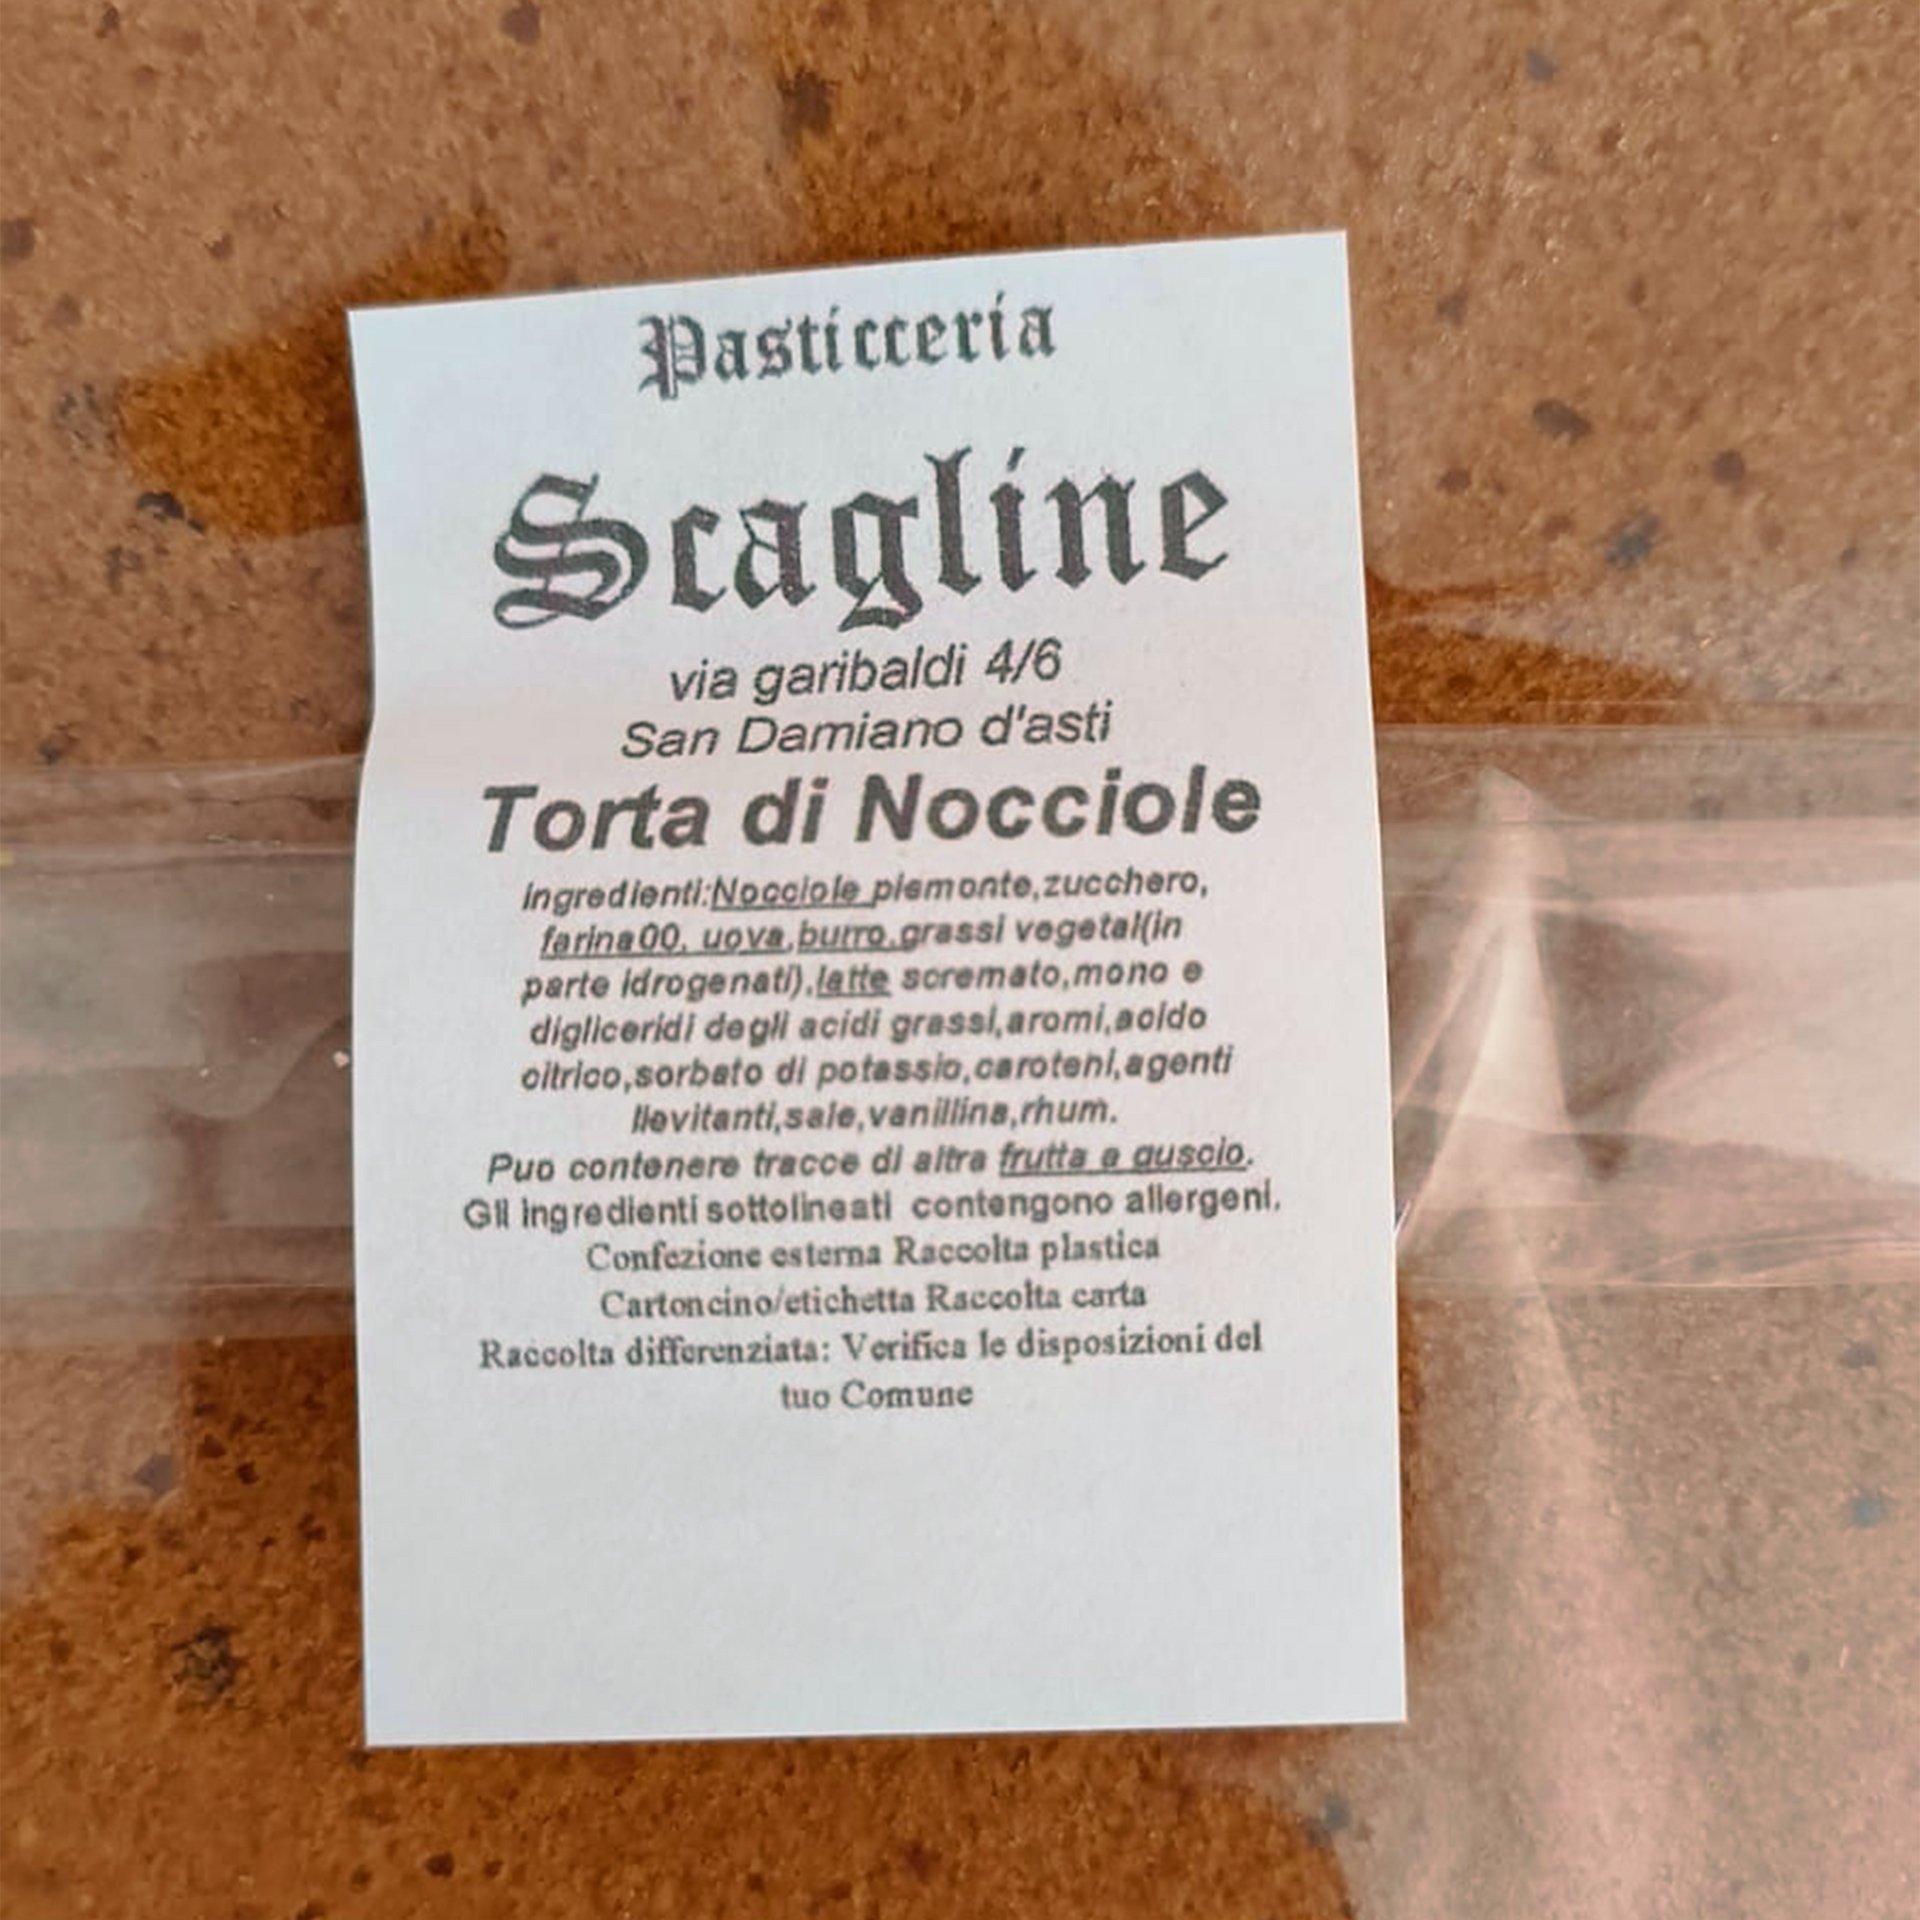 Pasticceria
Scagline
via garibaldi 4/6
San Damiano d'asti
Torta di Nocciole
ingredienti:Nocciole piemonte,zucchero,
farina00, uova,burro,grassi vegetal(in
parte idrogenati),latte scremato,mono e
digliceridi degli acidi grassi,aromi,acido
citrico,sorbato di potassio,caroteni,agenti
lievitanti,sale,vanillina,rhum.
Puo contenere tracce di altra frutta a guscio.
Gli ingredienti sottolineati contengono allergeni.
Confezione esterna Raccolta plastica
Cartoncino/etichetta Raccolta carta
Raccolta differenziata: Verifica le disposizioni del
tuo Comune